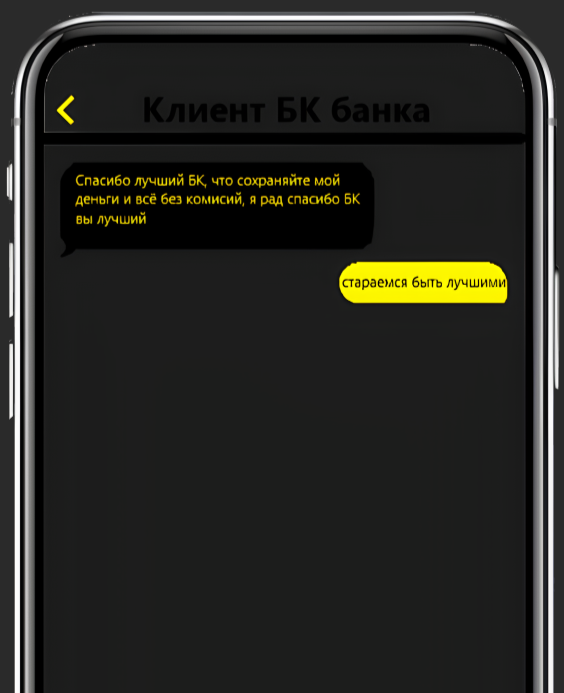 Клиент БК банка
Спасибо лучший БК, что сохраняйте мой
деньги и всё без комисий, я рад спасибо БК
вы лучший
стараемся быть лучшими